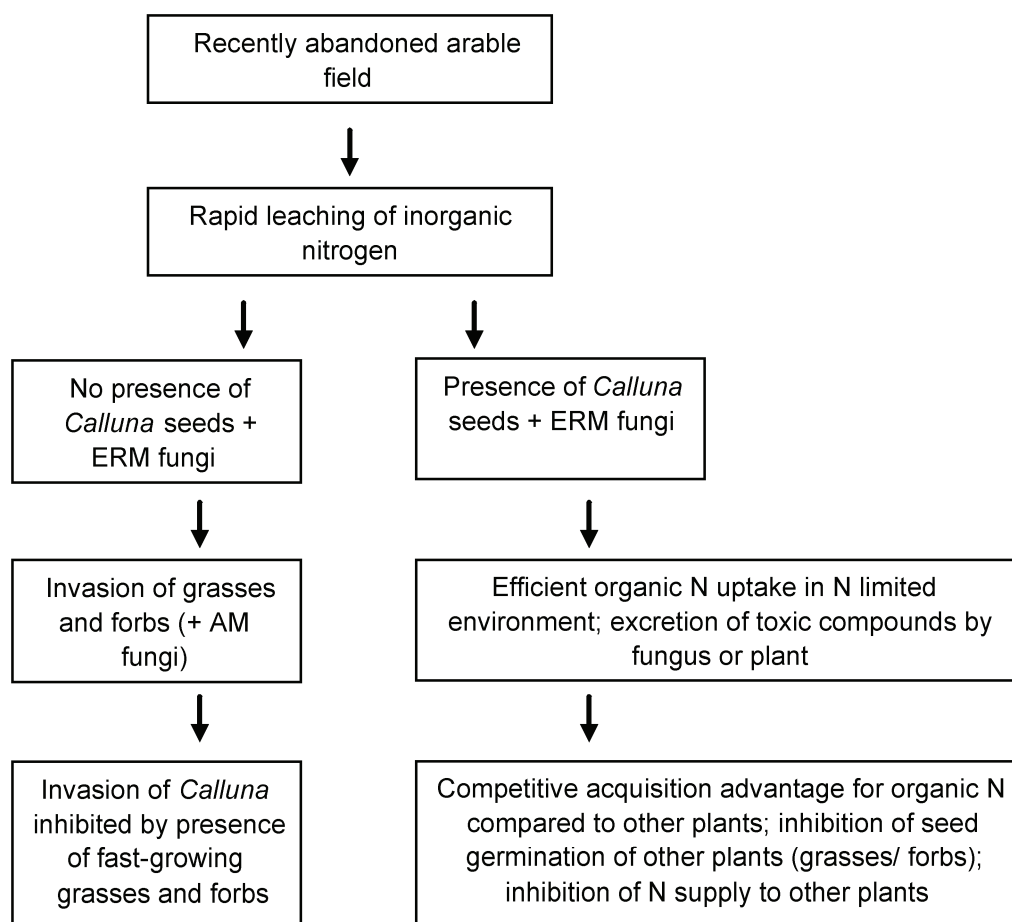 Recently abandoned arable
field
Rapid leaching of inorganic
nitrogen
No presence of
Calluna seeds +
ERM fungi
Presence of Calluna
seeds + ERM fungi
Invasion of grasses
and forbs (+ AM
fungi)
Efficient organic N uptake in N limited
environment; excretion of toxic compounds by
fungus or plant
Invasion of Calluna
inhibited by presence
of fast-growing
grasses and forbs
Competitive acquisition advantage for organic N
compared to other plants; inhibition of seed
germination of other plants (grasses/ forbs);
inhibition of N supply to other plants